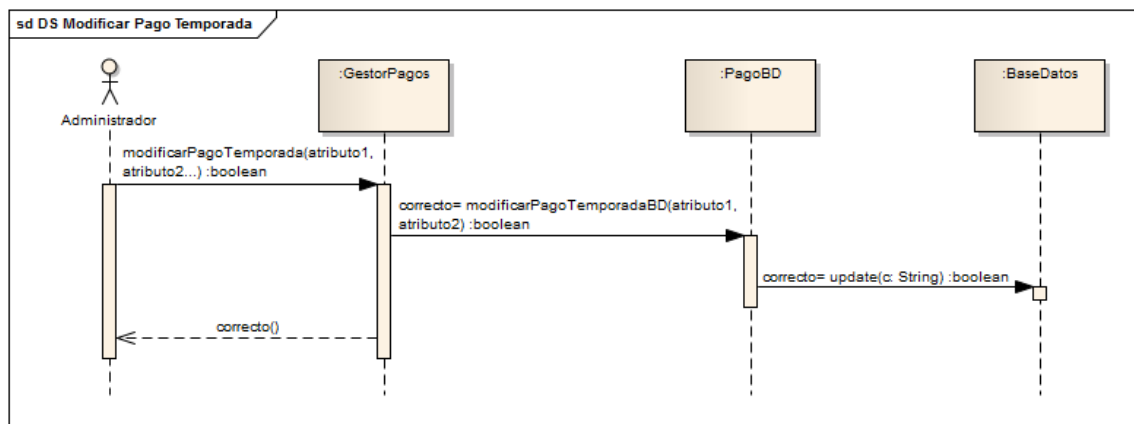 sd DS Modificar Pago Temporada
:GestorPagos
:PagoBD
:BaseDatos
Administrador
modificarPagoTemporada(atributo1,
atributo2...) :boolean
correcto= modificarPagoTemporadaBD(atributo1,
atributo2) :boolean
correcto= update(c: String) :boolean
correcto()